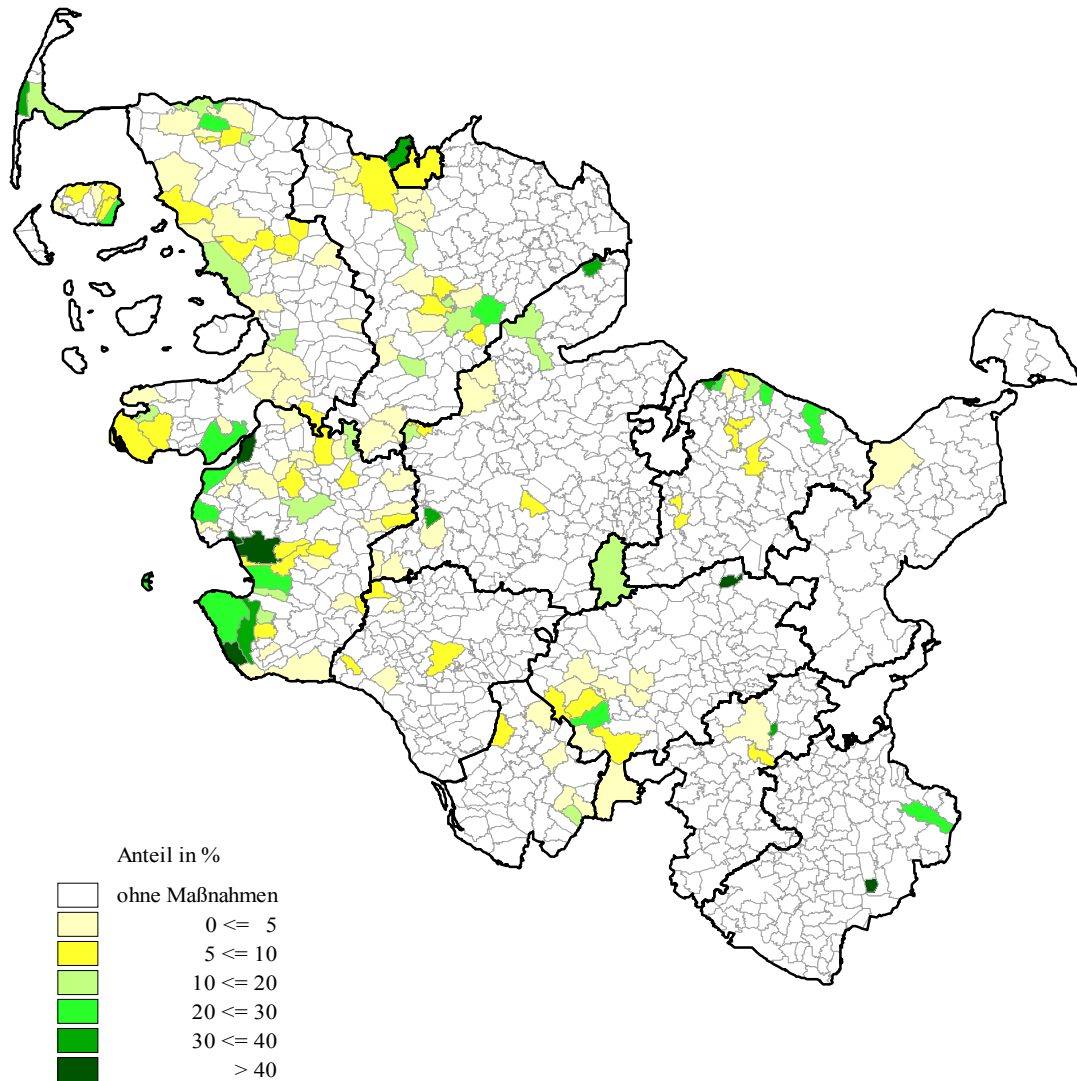 Anteil in %
ohne Maßnahmen
0 <= 5
5 <= 10
10 <= 20
20 <= 30
30 <= 40
> 40